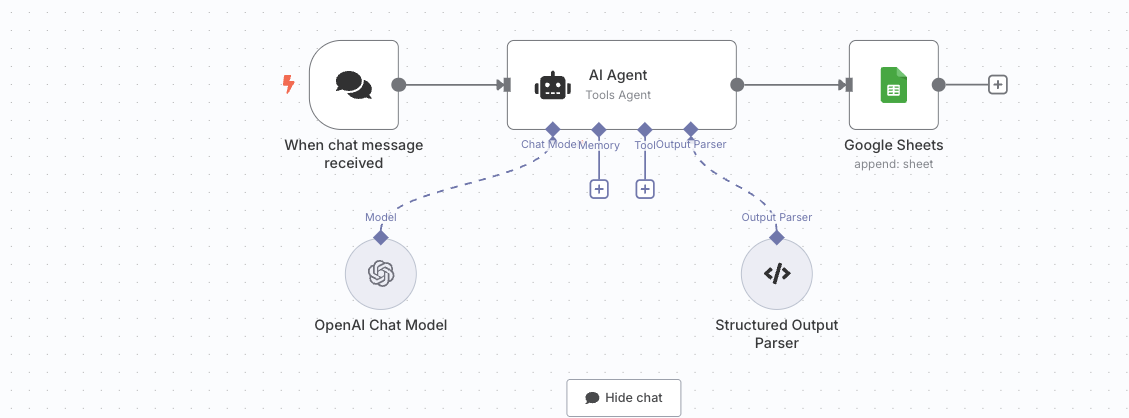 AI Agent
Tools Agent
When chat message
received
Chat Mode
Memory
Tool
Output Parser
Google Sheets
append: sheet
Model
Output Parser
OpenAI Chat Model
Structured Output
Parser
Hide chat